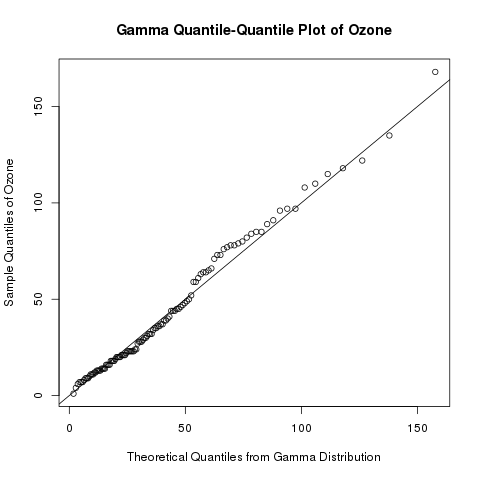 Gamma Quantile-Quantile Plot of Ozone
Sample Quantiles of Ozone
150
100
50
0
0 50 100 150
Theoretical Quantiles from Gamma Distribution